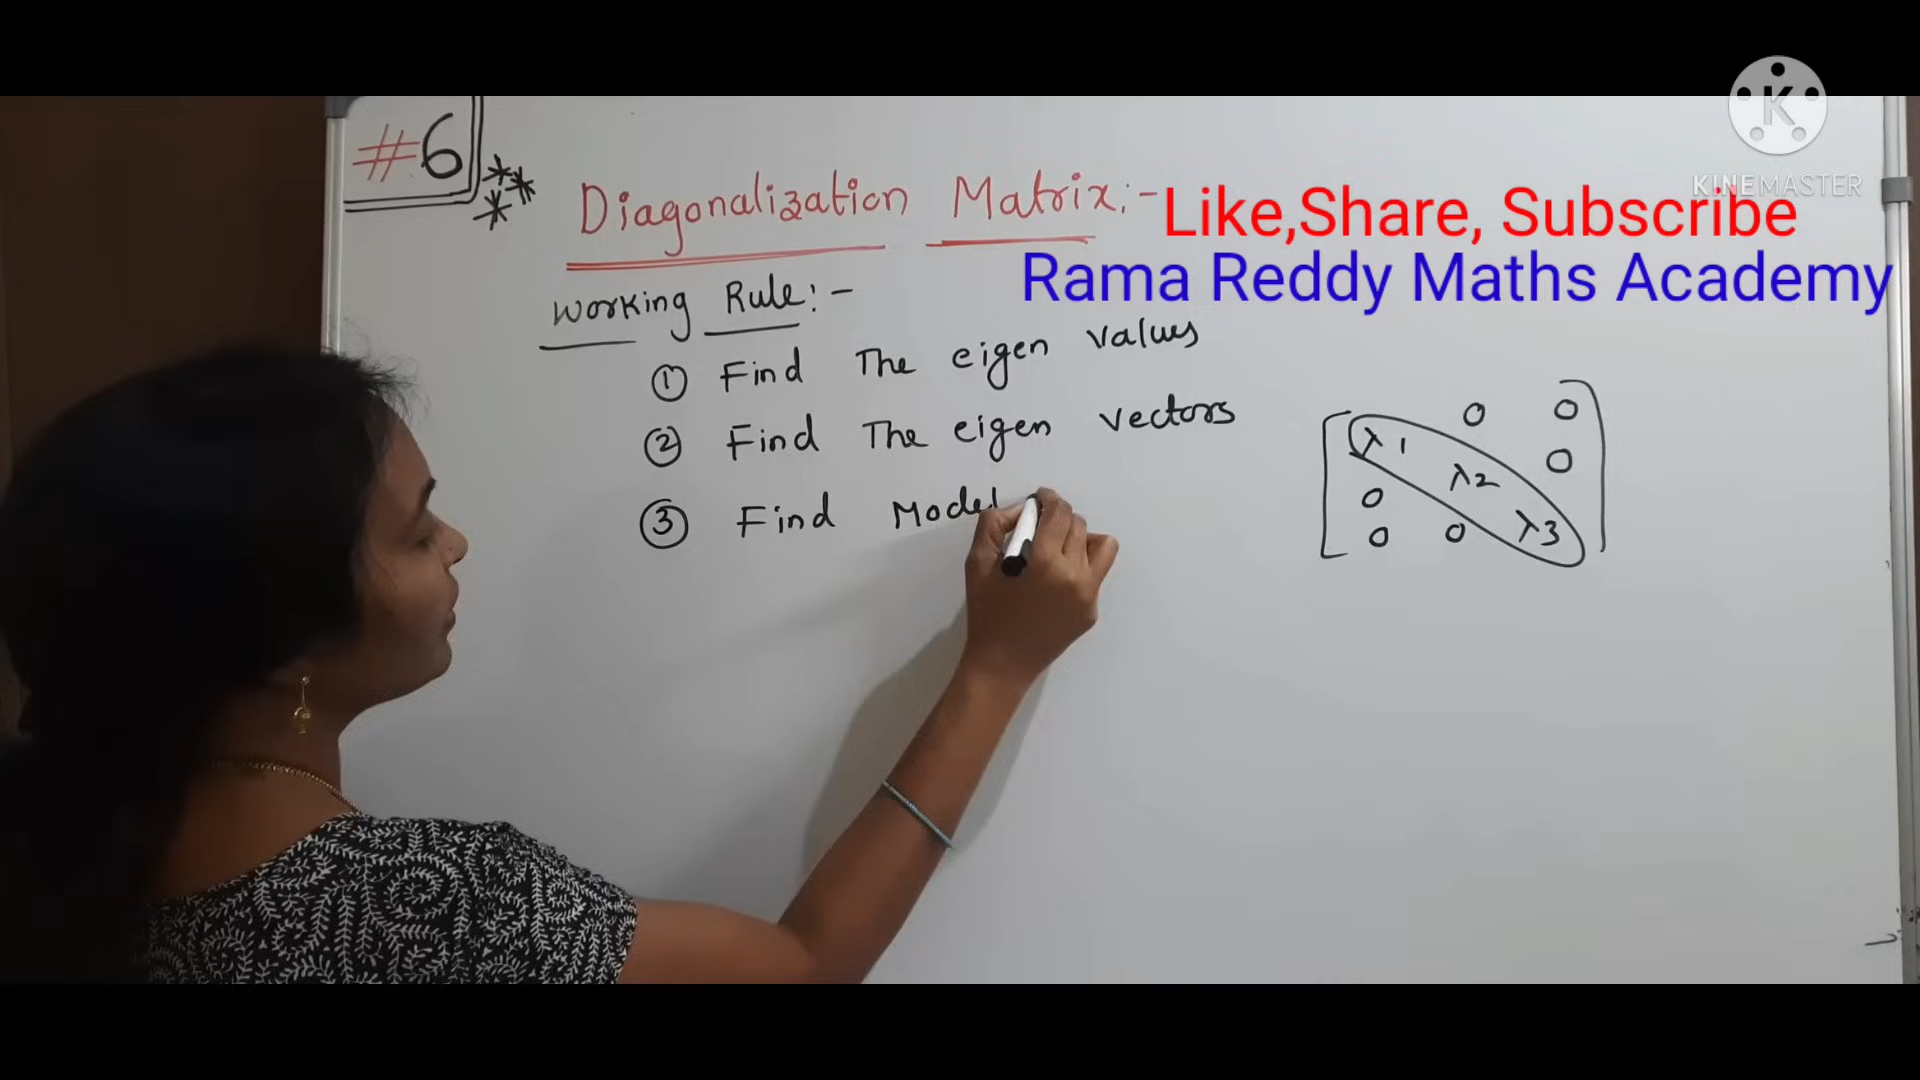 #6
Diagonalization Matrix:-
Like,Share, Subscribe
KINEMASTER
Rama Reddy Maths Academy
Working Rule:-
① Find The eigen values
② Find The eigen vectors
③ Find Model
λ1 0 0
0 λ2 0
0 0 λ3
K